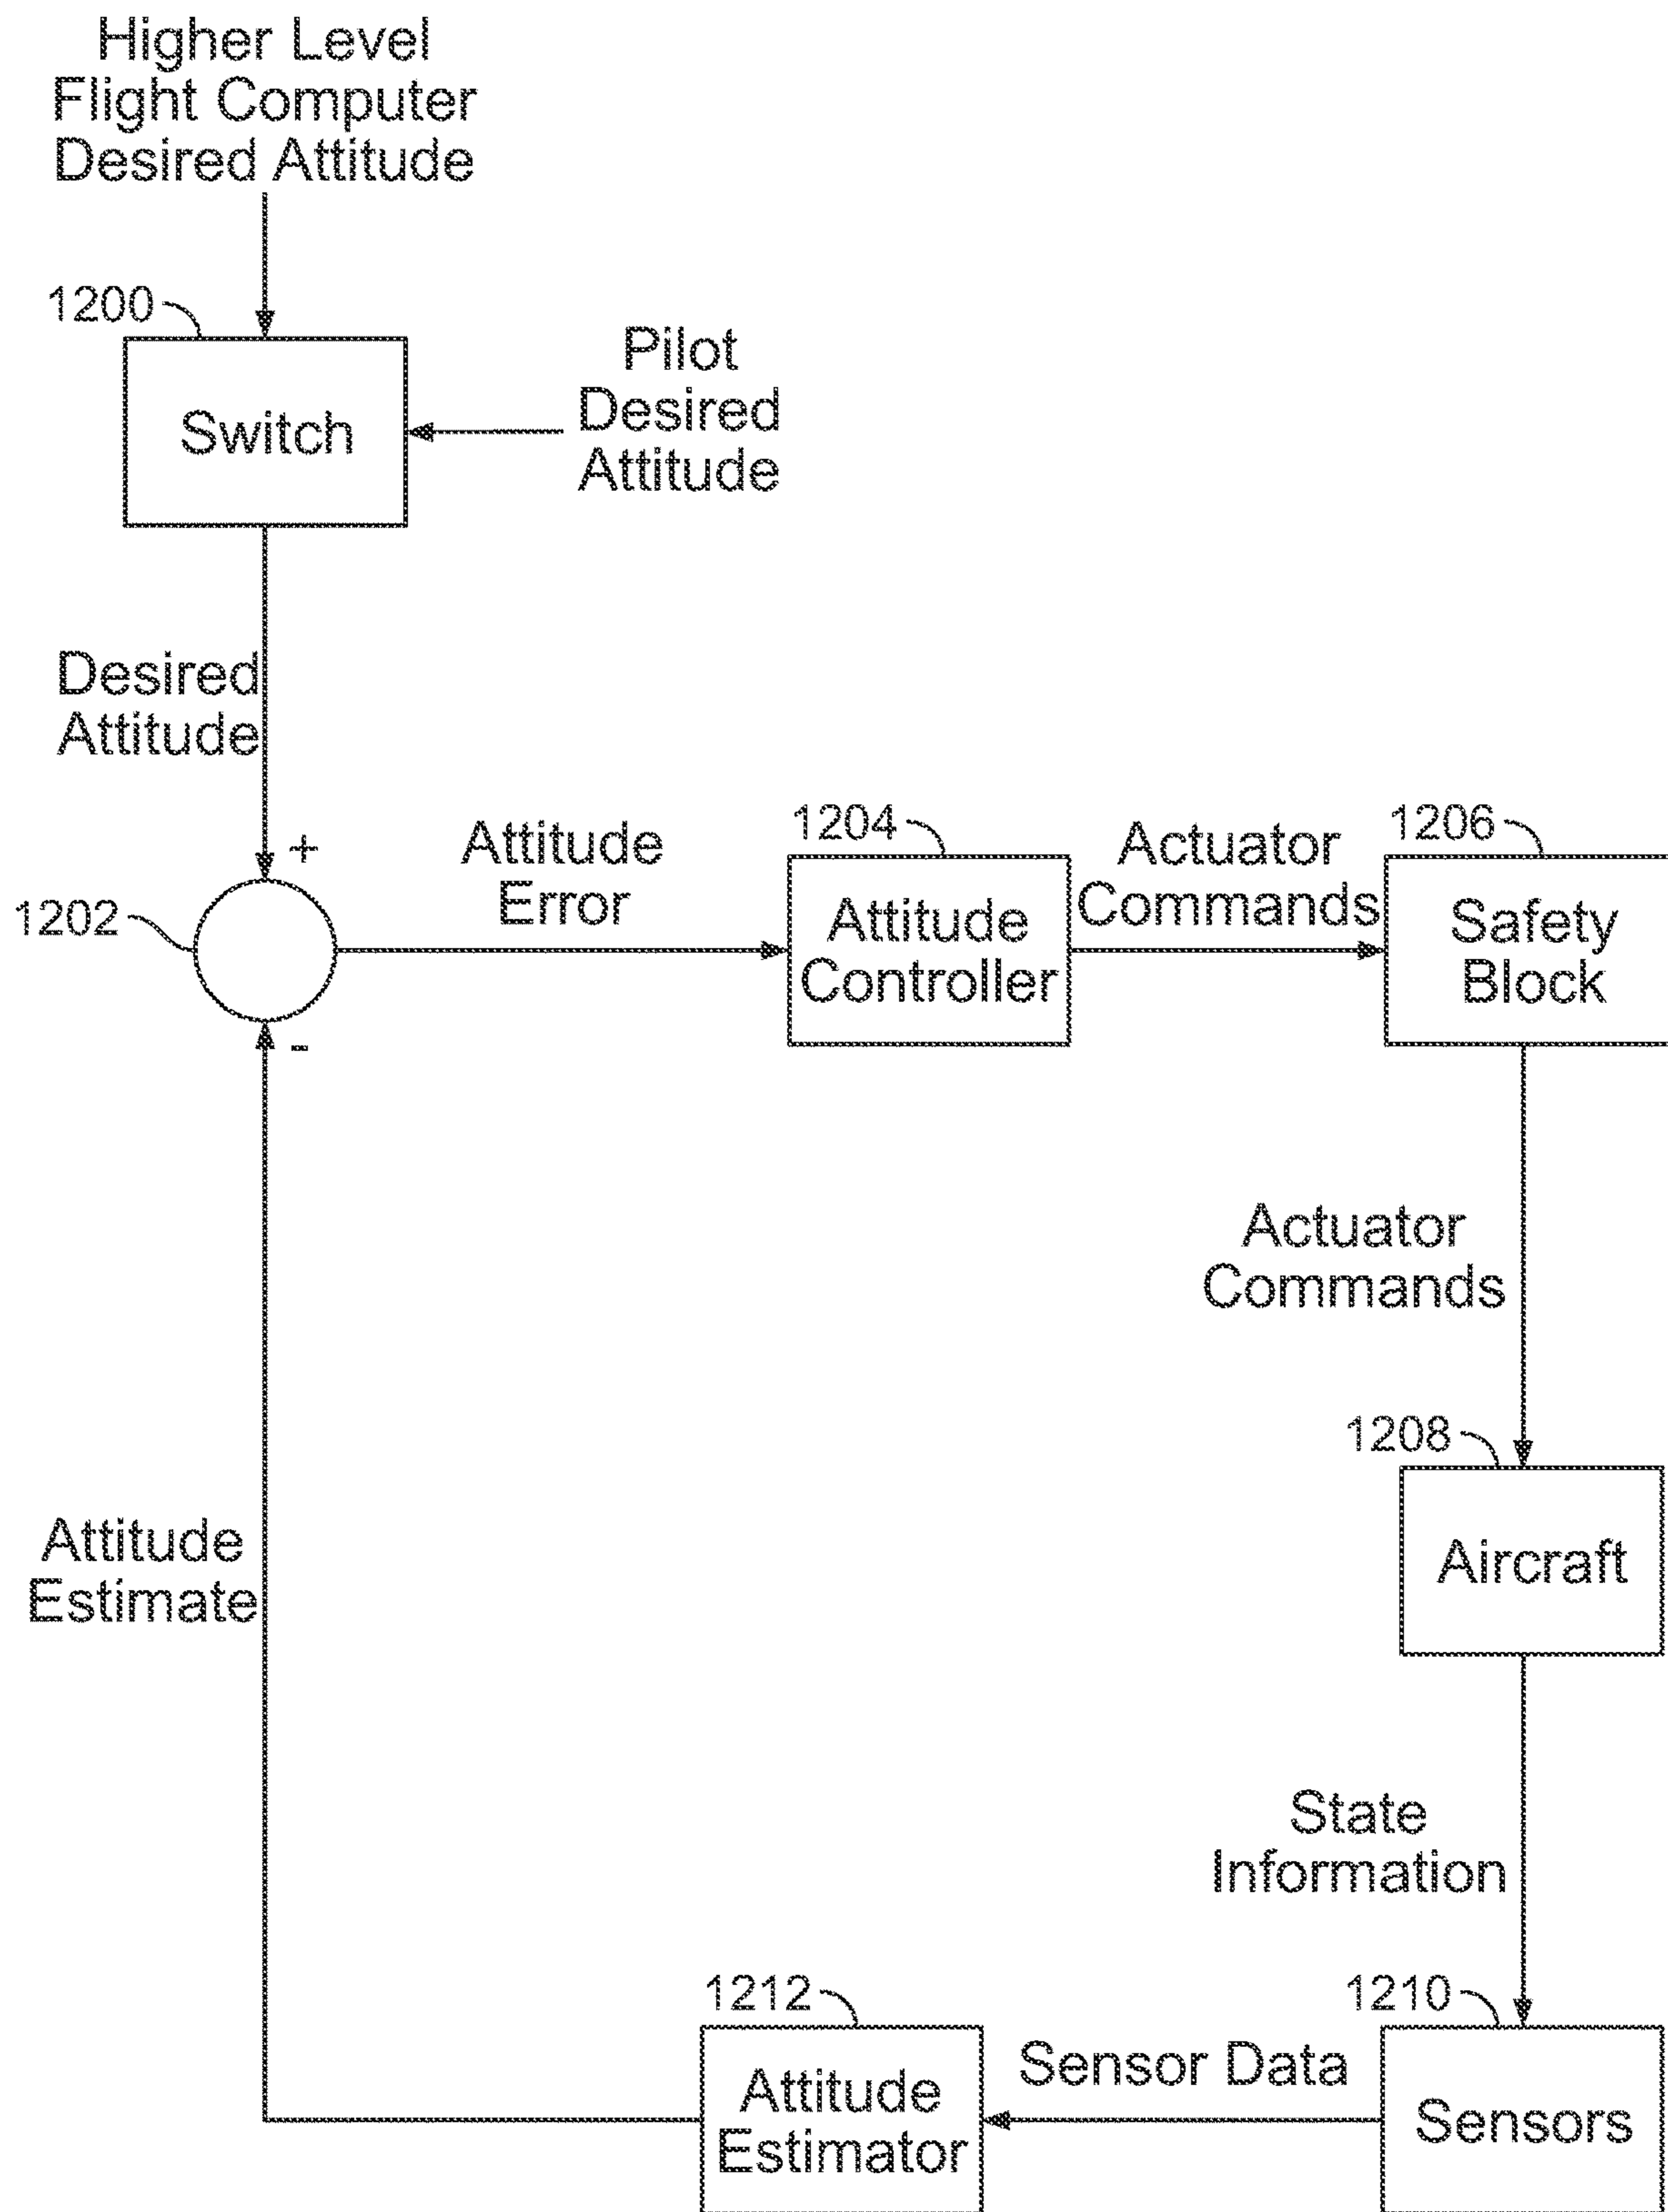 Higher Level
Flight Computer
Desired Attitude
1200
Switch
Pilot
Desired
Attitude
Desired
Attitude
+
1202
-
Attitude
Error
1204
Attitude
Controller
Actuator
Commands
1206
Safety
Block
Actuator
Commands
1208
Aircraft
State
Information
1210
Sensors
Sensor Data
1212
Attitude
Estimator
Attitude
Estimate